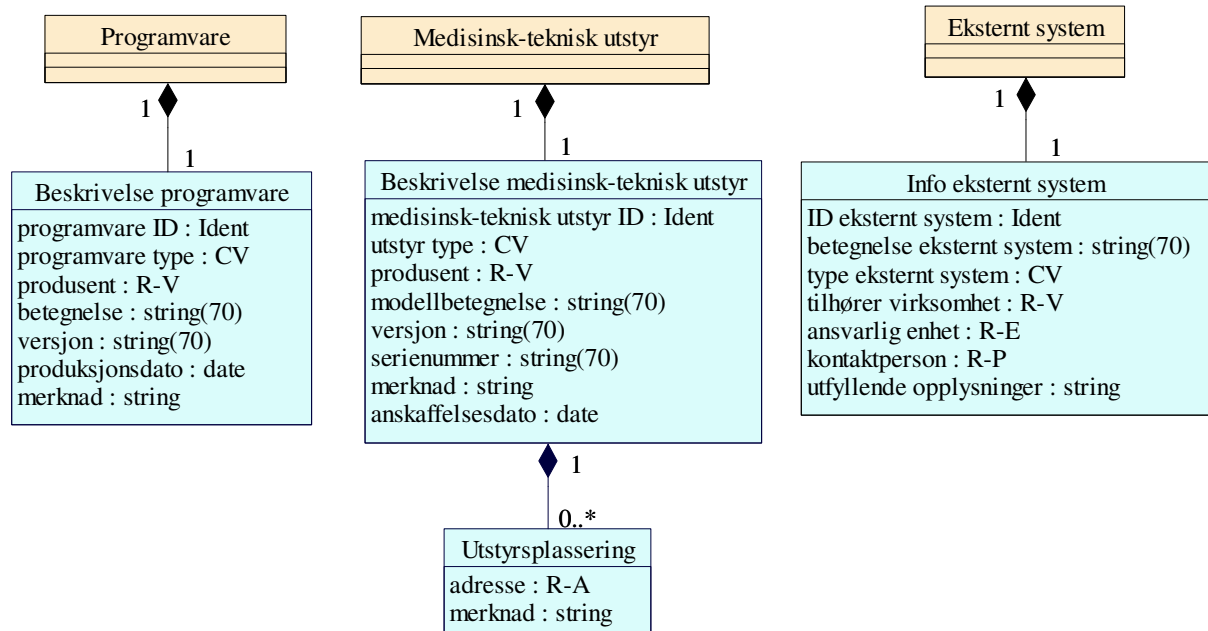 Programvare
1
1
Beskrivelse programvare
programvare ID : Ident
programvare type : CV
produsent : R-V
betegnelse : string(70)
versjon : string(70)
produksjonsdato : date
merknad : string
Medisinsk-teknisk utstyr
1
1
Beskrivelse medisinsk-teknisk utstyr
medisinsk-teknisk utstyr ID : Ident
utstyr type : CV
produsent : R-V
modellbetegnelse : string(70)
versjon : string(70)
serienummer : string(70)
merknad : string
anskaffelsesdato : date
1
0..*
Utstyrsplassering
adresse : R-A
merknad : string
Eksternt system
1
1
Info eksternt system
ID eksternt system : Ident
betegnelse eksternt system : string(70)
type eksternt system : CV
tilhører virksomhet : R-V
ansvarlig enhet : R-E
kontaktperson : R-P
utfyllende opplysninger : string